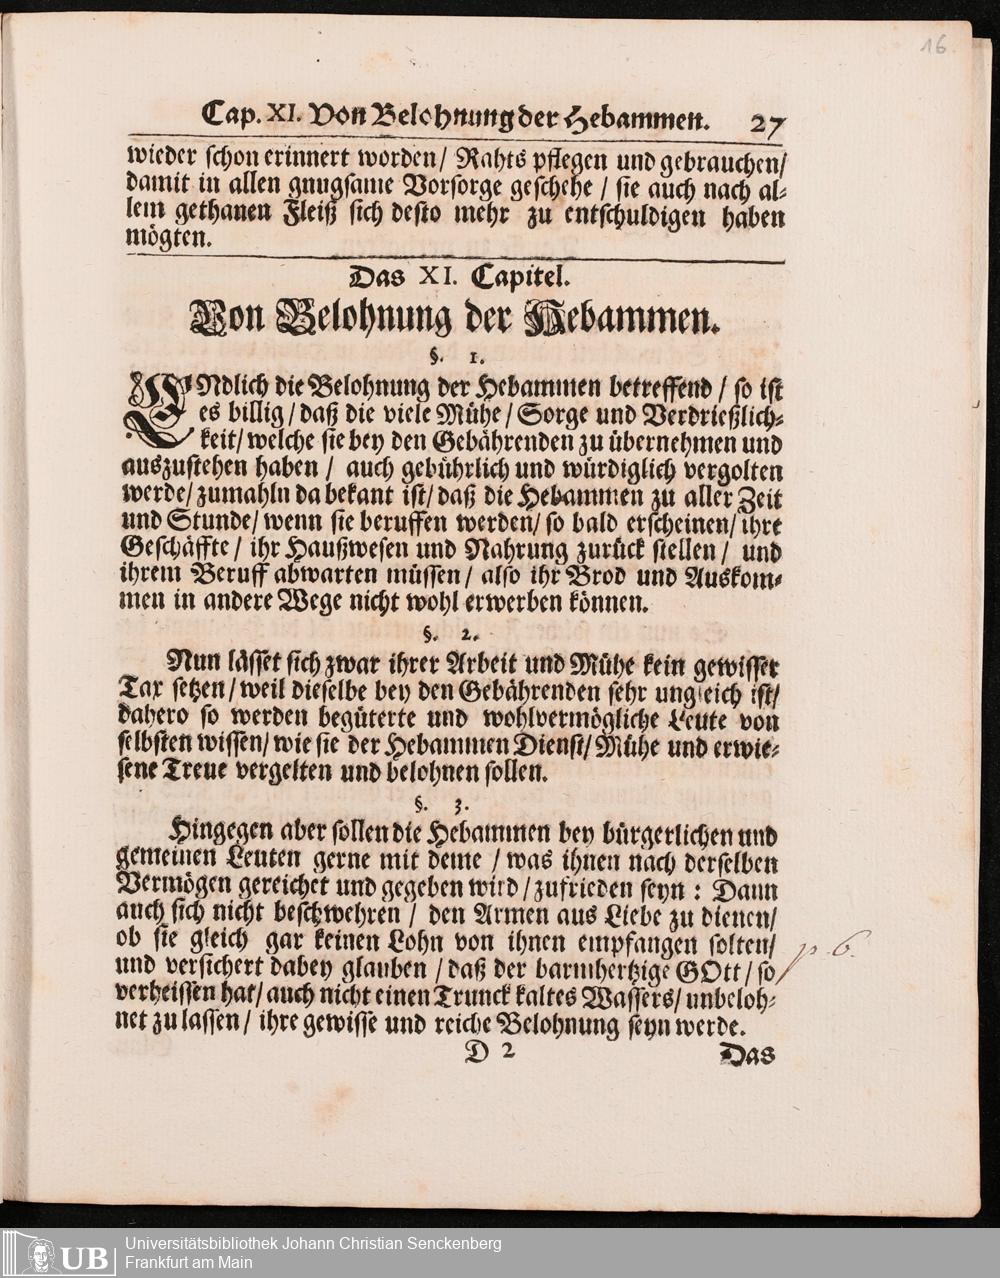 16
Cap. XI. Von Belohnung der Hebammen. 27
wieder schon erinnert worden/ Rahts pflegen und gebrauchen/
damit in allen gnugsame Vorsorge geschehe / sie auch nach al-
lem gethanen Fleiß sich desto mehr zu entschuldigen haben
mögten.
Das XI. Capitel.
Von Belohnung der Hebammen.
§. 1.
ENdlich die Belohnung der Hebammen betreffend / so ist
es billig / daß die viele Mühe / Sorge und Verdrießlich-
keit / welche sie bey den Gebährenden zu übernehmen und
auszustehen haben / auch gebührlich und würdiglich vergolten
werde/ zumahln da bekant ist/ daß die Hebammen zu aller Zeit
und Stunde/ wenn sie beruffen werden/ so bald erscheinen/ ihre
Geschäffte / ihr Haußwesen und Nahrung zurück stellen / und
ihrem Beruff abwarten müssen / also ihr Brod und Auskom-
men in andere Wege nicht wohl erwerben können.
§. 2.
Nun lässet sich zwar ihrer Arbeit und Mühe kein gewisser
Tax setzen / weil dieselbe bey den Gebährenden sehr ungleich ist/
dahero so werden begüterte und wohlvermögliche Leute von
selbsten wissen/ wie sie der Hebammen Dienst/ Mühe und erwie-
sene Treue vergelten und belohnen sollen.
§. 3.
Hingegen aber sollen die Hebammen bey bürgerlichen und
gemeinen Leuten gerne mit deme / was ihnen nach derselben
Vermögen gereichet und gegeben wird / zufrieden seyn : Dann
auch sich nicht beschwehren / den Armen aus Liebe zu dienen/
ob sie gleich gar keinen Lohn von ihnen empfangen solten/
und versichert dabey glauben / daß der barmhertzige GOtt / so
p. 6.
verheissen hat/ auch nicht einen Trunck kaltes Wassers/ unbeloh-
net zu lassen / ihre gewisse und reiche Belohnung seyn werde.
D 2 Das
UB Universitätsbibliothek Johann Christian Senckenberg
Frankfurt am Main